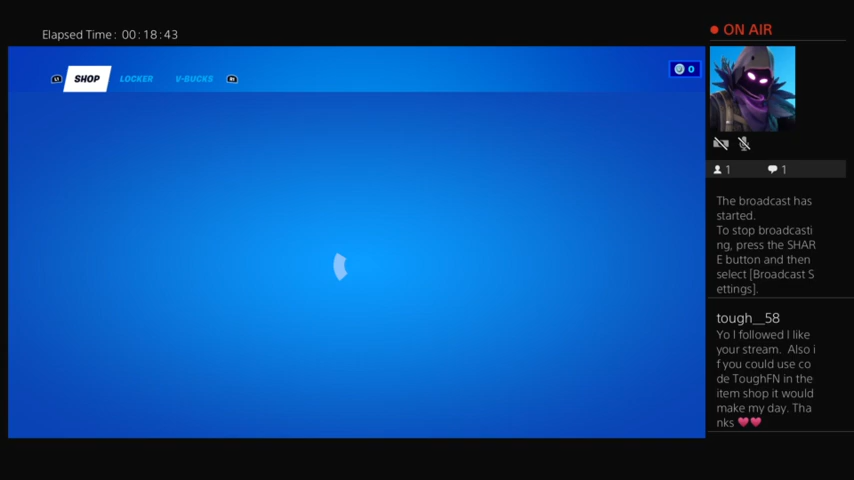 Elapsed Time : 00:18:43
ON AIR
L1 SHOP LOCKER V-BUCKS R1
0
1 1
The broadcast has
started.
To stop broadcasti
ng, press the SHAR
E button and then
select [Broadcast S
ettings].
tough__58
Yo I followed I like
your stream.  Also i
f you could use co
de ToughFN in the
item shop it would
make my day. Tha
nks 💗💗